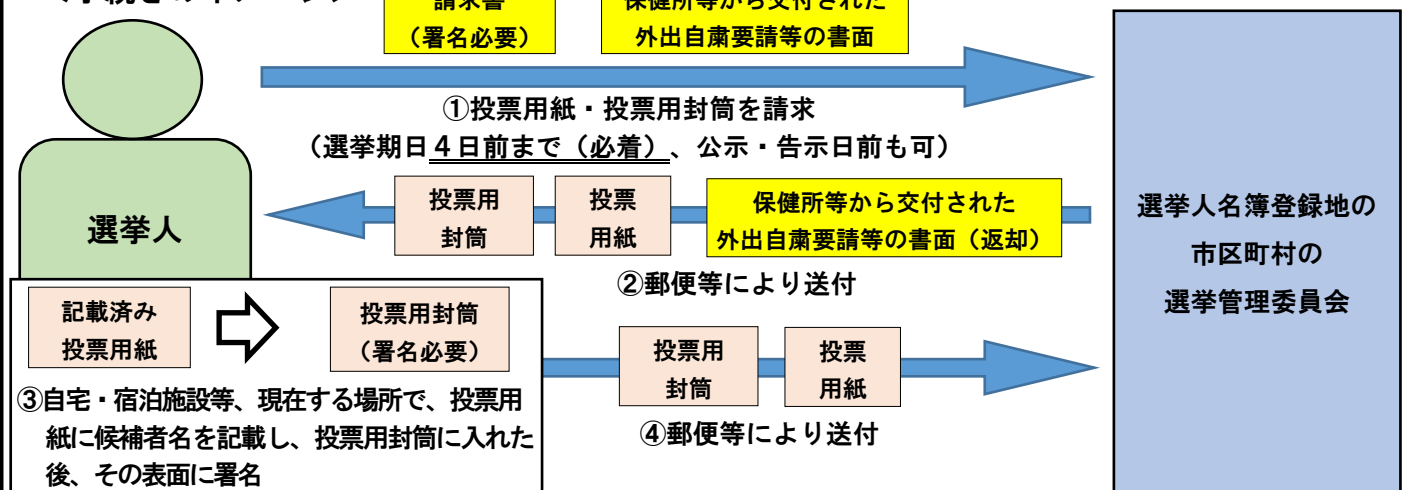 請求書
(署名必要)
保健所等から交付された
外出自粛要請等の書面
①投票用紙・投票用封筒を請求
(選挙期日4日前まで(必着)、公示・告示日前も可)
選挙人
投票用
封筒
投票
用紙
保健所等から交付された
外出自粛要請等の書面(返却)
②郵便等により送付
選挙人名簿登録地の
市区町村の
選挙管理委員会
記載済み
投票用紙
投票用封筒
(署名必要)
③自宅・宿泊施設等、現在する場所で、投票用
紙に候補者名を記載し、投票用封筒に入れた
後、その表面に署名
投票用
封筒
投票
用紙
④郵便等により送付